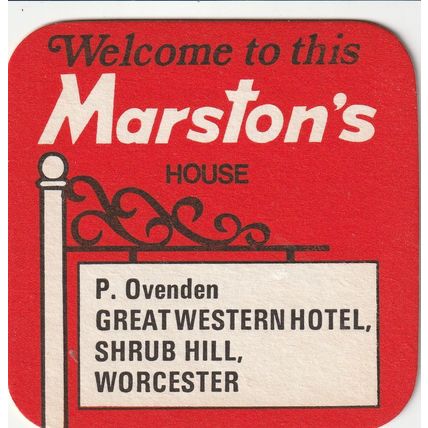 Welcome to this
Marston's
HOUSE
P. Ovenden
GREAT WESTERN HOTEL,
SHRUB HILL,
WORCESTER